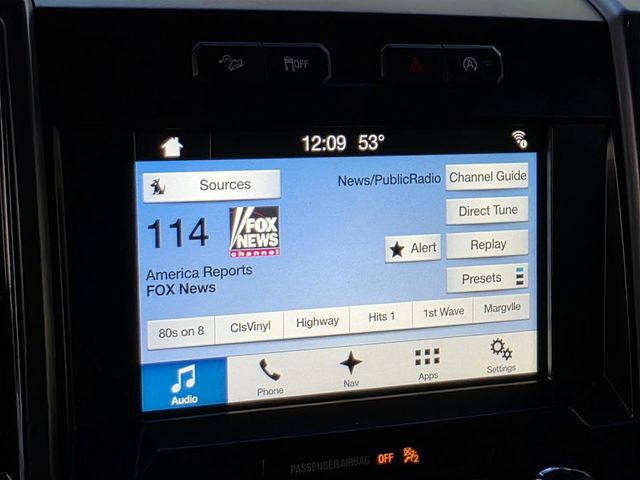 OFF
A
12:09 53°
Sources
News/PublicRadio
Channel Guide
114
FOX
NEWS
channel
Direct Tune
Alert
Replay
America Reports
FOX News
Presets
80s on 8
ClsVinyl
Highway
Hits 1
1st Wave
Margvlle
Audio
Phone
Nav
Apps
Settings
PASSENGER AIRBAG OFF
2